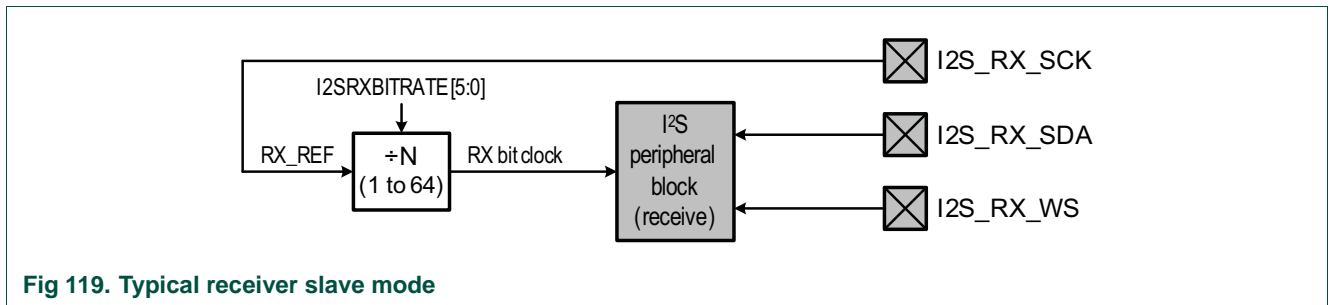 I2S_RX_SCK
I2SRXBITRATE[5:0]
RX_REF
÷N
(1 to 64)
RX bit clock
I²S
peripheral
block
(receive)
I2S_RX_SDA
I2S_RX_WS
Fig 119. Typical receiver slave mode